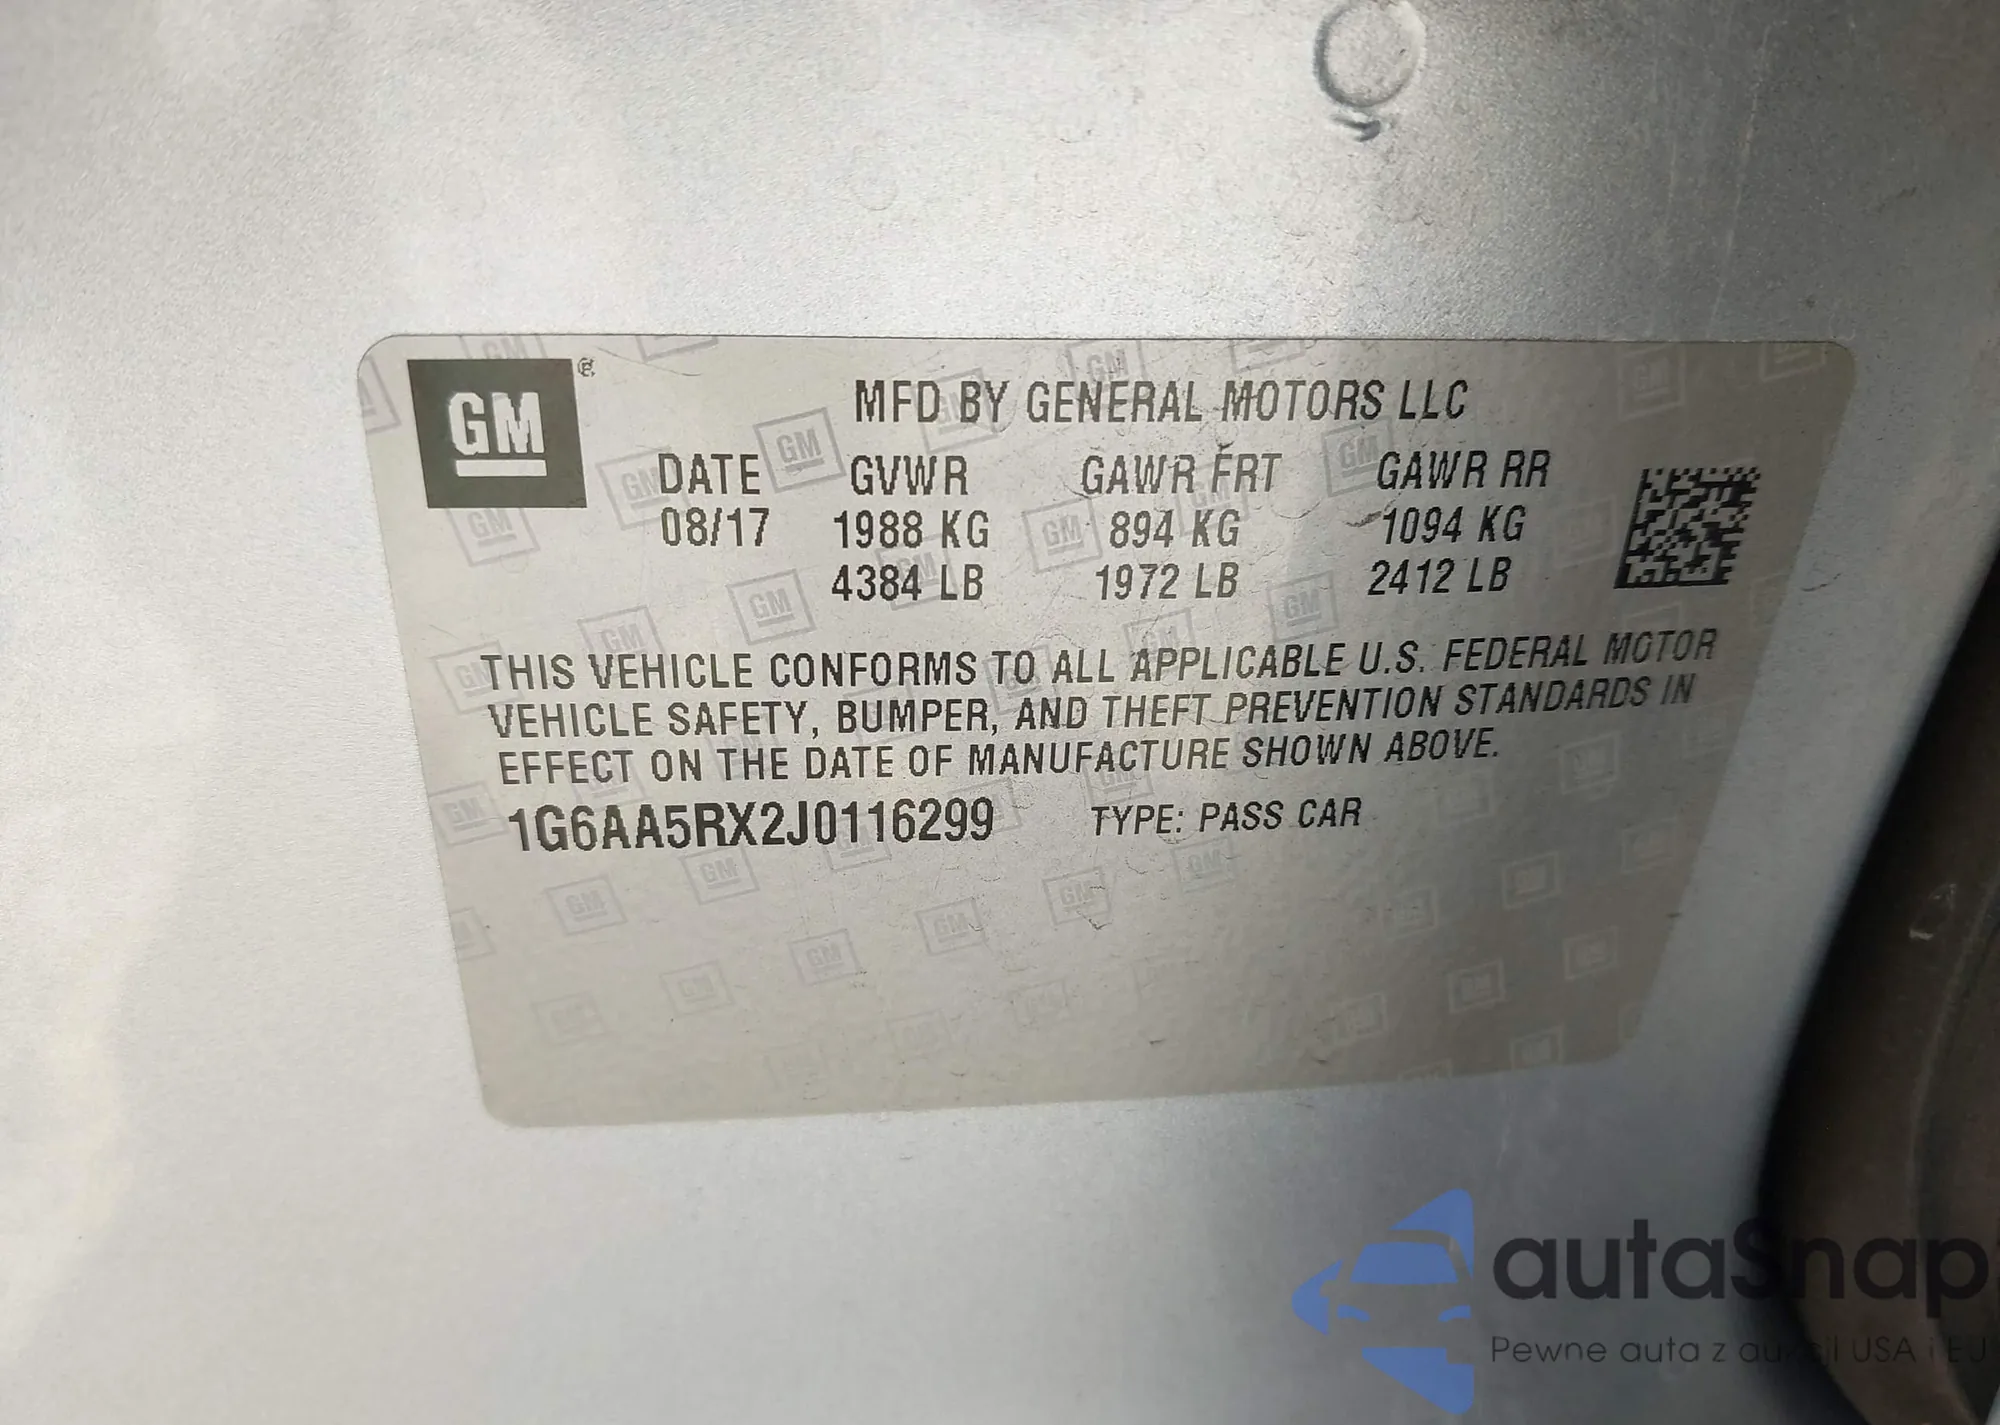 GM
MFD BY GENERAL MOTORS LLC
DATE GVWR GAWR FRT GAWR RR
08/17 1988 KG 894 KG 1094 KG
4384 LB 1972 LB 2412 LB
THIS VEHICLE CONFORMS TO ALL APPLICABLE U.S. FEDERAL MOTOR
VEHICLE SAFETY, BUMPER, AND THEFT PREVENTION STANDARDS IN
EFFECT ON THE DATE OF MANUFACTURE SHOWN ABOVE.
1G6AA5RX2J0116299 TYPE: PASS CAR
autaSnap
Pewne auta z aukcji USA i EU